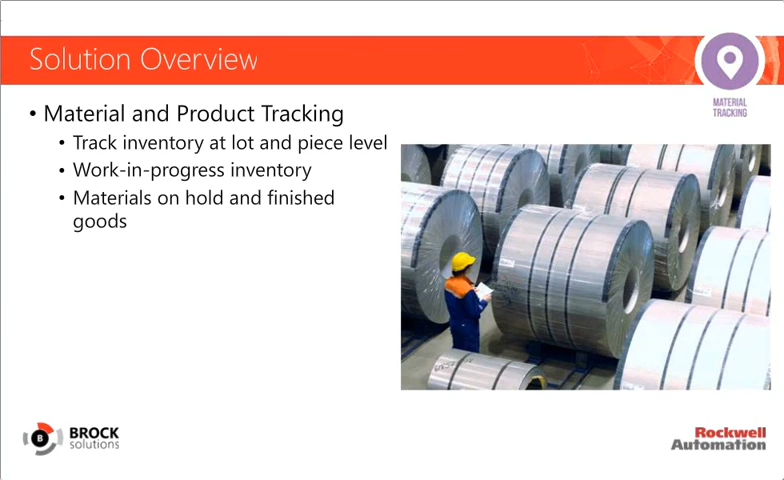 Solution Overview
MATERIAL
TRACKING
• Material and Product Tracking
• Track inventory at lot and piece level
• Work-in-progress inventory
• Materials on hold and finished
goods
B
BROCK
solutions
Rockwell
Automation